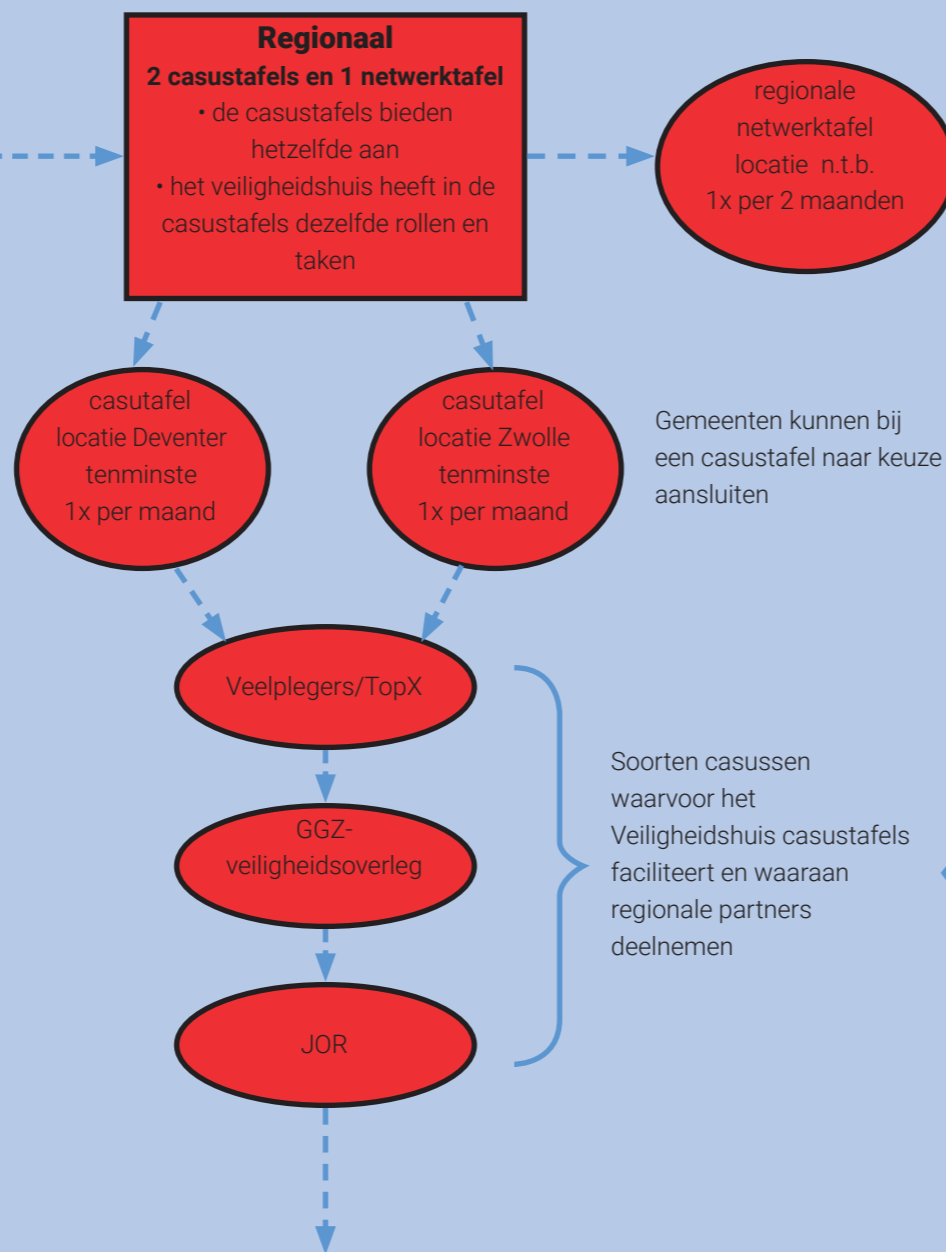 Regionaal
2 casustafels en 1 netwerktafel
• de casustafels bieden
hetzelfde aan
• het veiligheidshuis heeft in de
casustafels dezelfde rollen en
taken
regionale
netwerktafel
locatie n.t.b.
1x per 2 maanden
casutafel
locatie Deventer
tenminste
1x per maand
casutafel
locatie Zwolle
tenminste
1x per maand
Gemeenten kunnen bij
een casustafel naar keuze
aansluiten
Veelplegers/TopX
GGZ-
veiligheidsoverleg
JOR
Soorten casussen
waarvoor het
Veiligheidshuis casustafels
faciliteert en waaraan
regionale partners
deelnemen